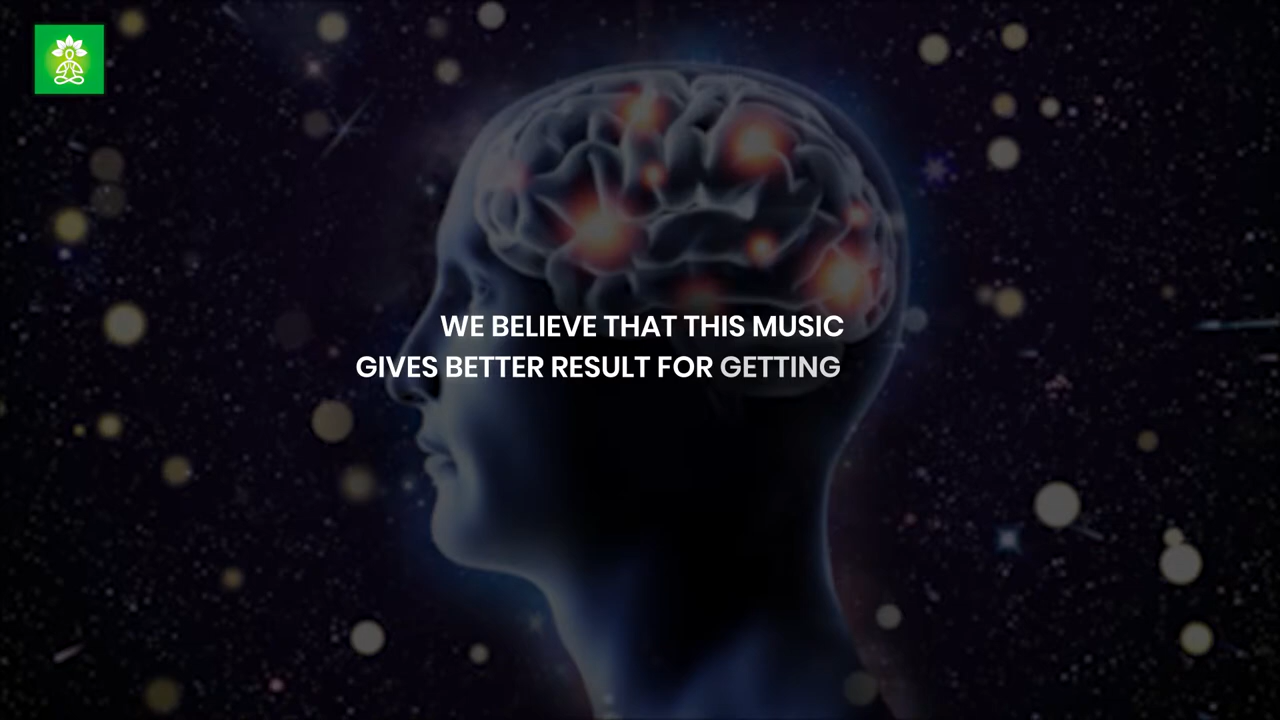 WE BELIEVE THAT THIS MUSIC
GIVES BETTER RESULT FOR GETTING